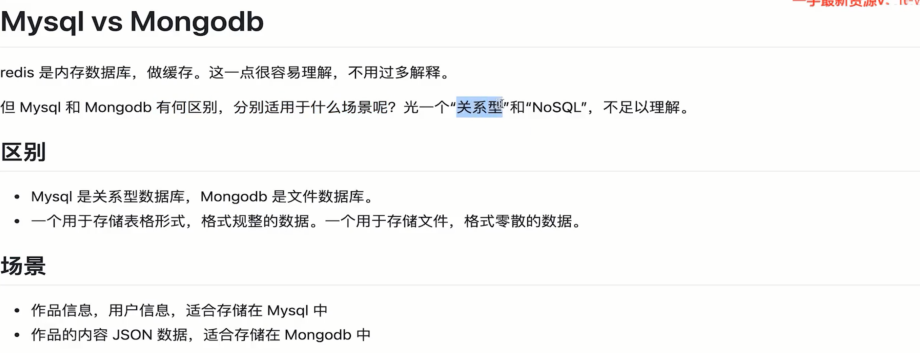 一手最新资源v：it-v
Mysql vs Mongodb
redis 是内存数据库，做缓存。这一点很容易理解，不用过多解释。
但 Mysql 和 Mongodb 有何区别，分别适用于什么场景呢？光一个“关系型”和“NoSQL”，不足以理解。
区别
• Mysql 是关系型数据库，Mongodb 是文件数据库。
• 一个用于存储表格形式，格式规整的数据。一个用于存储文件，格式零散的数据。
场景
• 作品信息，用户信息，适合存储在 Mysql 中
• 作品的内容 JSON 数据，适合存储在 Mongodb 中